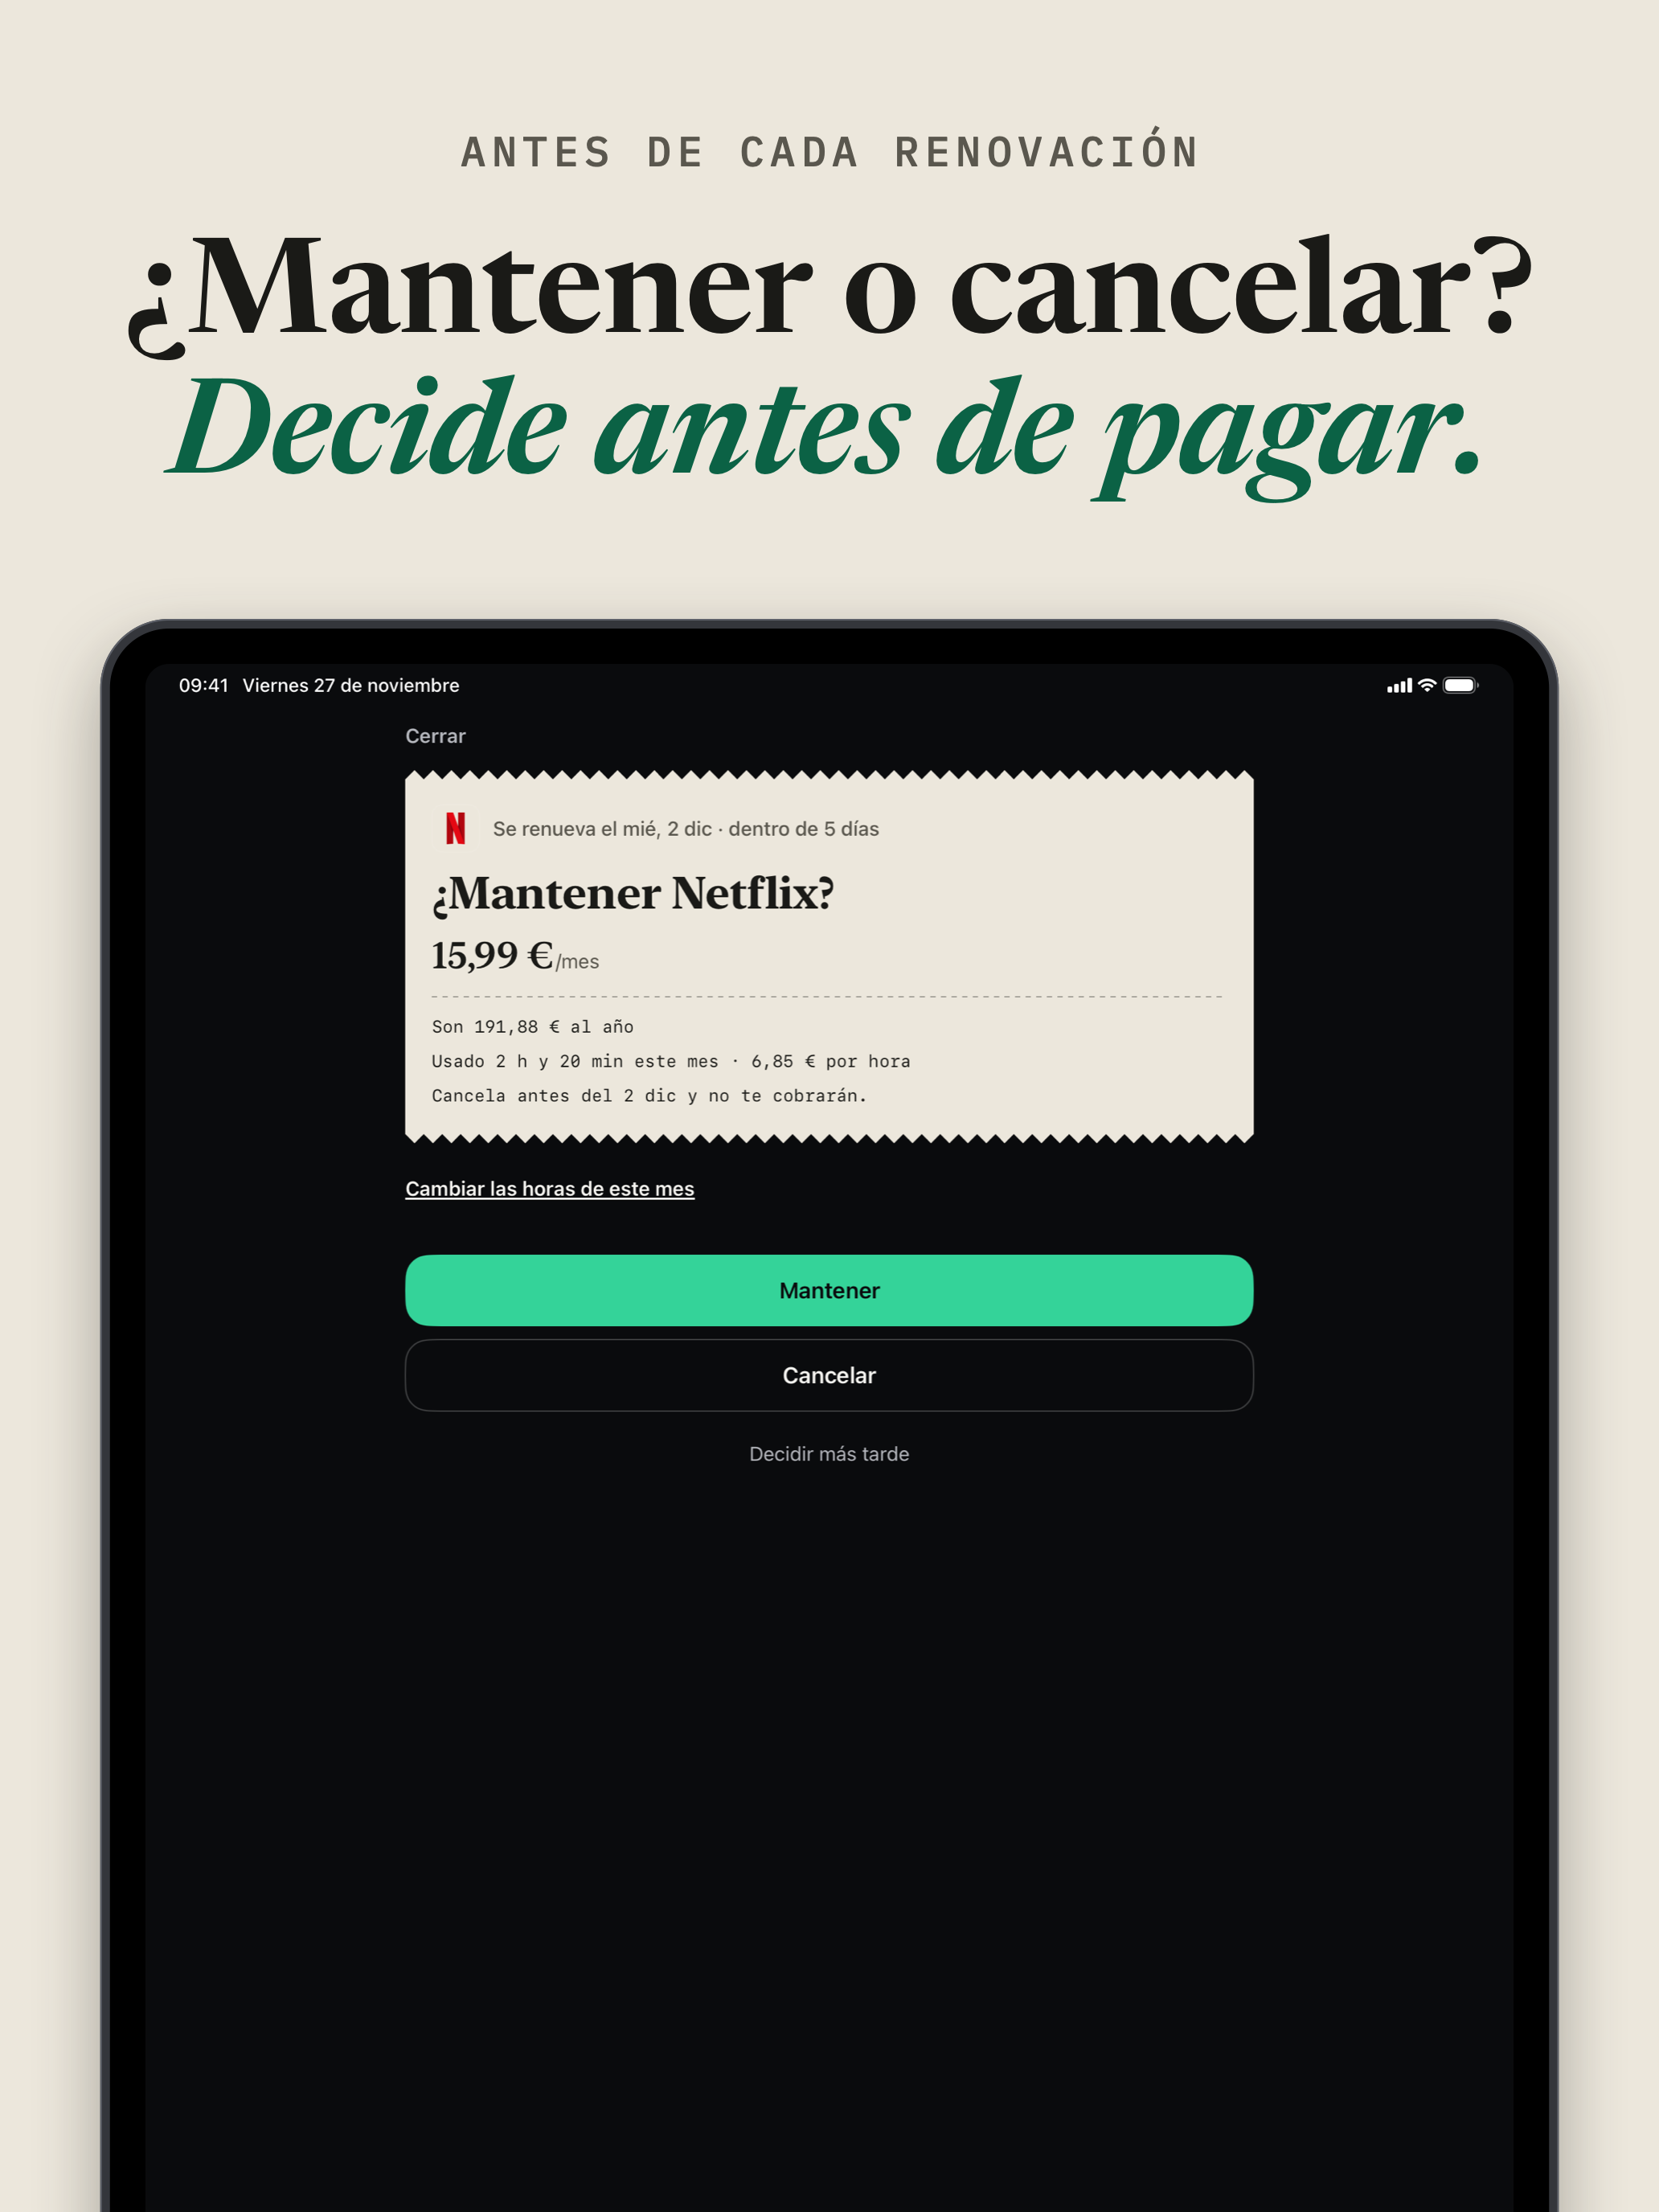 ANTES DE CADA RENOVACIÓN
¿Mantener o cancelar?
Decide antes de pagar.
09:41 Viernes 27 de noviembre
Cerrar
N Se renueva el mié, 2 dic · dentro de 5 días
¿Mantener Netflix?
15,99 €/mes
Son 191,88 € al año
Usado 2 h y 20 min este mes · 6,85 € por hora
Cancela antes del 2 dic y no te cobrarán.
Cambiar las horas de este mes
Mantener
Cancelar
Decidir más tarde